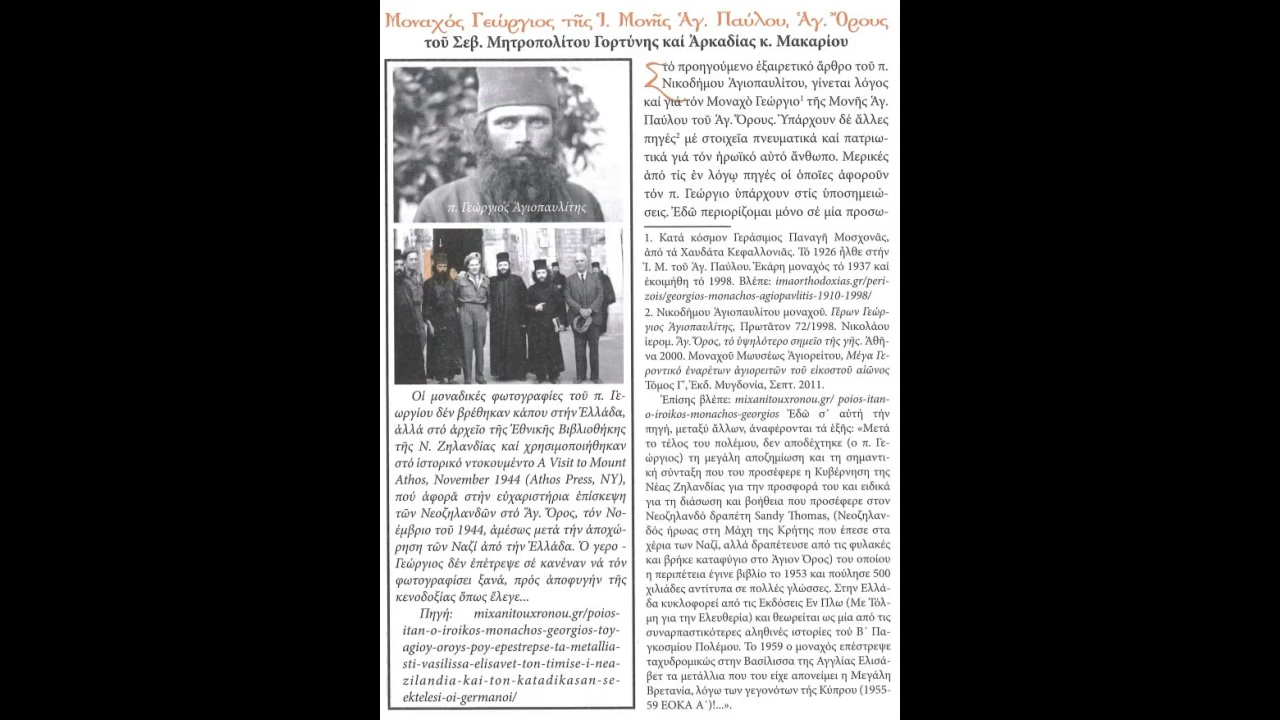 Μοναχός Γεώργιος τῆς Ἱ. Μονῆς Ἁγ. Παύλου, Ἁγ. Ὄρους
τοῦ Σεβ. Μητροπολίτου Γορτύνης καί Ἀρκαδίας κ. Μακαρίου
π. Γεώργιος Ἁγιοπαυλίτης
Οἱ μοναδικές φωτογραφίες τοῦ π. Γε-
ωργίου δέν βρέθηκαν κάπου στήν Ἑλλάδα,
ἀλλά στό ἀρχεῖο τῆς Ἐθνικῆς Βιβλιοθήκης
τῆς Ν. Ζηλανδίας καί χρησιμοποιήθηκαν
στό ἱστορικό ντοκουμέντο A Visit to Mount
Athos, November 1944 (Athos Press, NY),
πού ἀφορᾶ στήν εὐχαριστήρια ἐπίσκεψη
τῶν Νεοζηλανδῶν στό Ἅγ. Ὄρος, τόν Νο-
έμβριο τοῦ 1944, ἀμέσως μετά τήν ἀποχώ-
ρηση τῶν Ναζί ἀπό τήν Ἑλλάδα. Ὁ γερο -
Γεώργιος δέν ἐπέτρεψε σέ κανέναν νά τόν
φωτογραφίσει ξανά, πρός ἀποφυγήν τῆς
κενοδοξίας ὅπως ἔλεγε...
Πηγή: mixanitouxronou.gr/poios-
itan-o-iroikos-monachos-georgios-toy-
agioy-oroys-poy-epestrepse-ta-metallia-
sti-vasilissa-elisavet-ton-timise-i-nea-
zilandia-kai-ton-katadikasan-se-
ektelesi-oi-germanoi/
Στό προηγούμενο ἐξαιρετικό ἄρθρο τοῦ π.
Νικοδήμου Ἁγιοπαυλίτου, γίνεται λόγος
καί γιά τόν Μοναχό Γεώργιο¹ τῆς Μονῆς Ἁγ.
Παύλου τοῦ Ἁγ. Ὄρους. Ὑπάρχουν δέ ἄλλες
πηγές² μέ στοιχεῖα πνευματικά καί πατριω-
τικά γιά τόν ἡρωϊκό αὐτό ἄνθωπο. Μερικές
ἀπό τίς ἐν λόγῳ πηγές οἱ ὁποῖες ἀφοροῦν
τόν π. Γεώργιο ὑπάρχουν στίς ὑποσημειώ-
σεις. Ἐδῶ περιορίζομαι μόνο σέ μία προσω-
1. Κατά κόσμον Γεράσιμος Παναγῆ Μοσχονᾶς,
ἀπό τά Χαυδάτα Κεφαλλονιᾶς. Τό 1926 ἦλθε στήν
Ἱ. Μ. τοῦ Ἁγ. Παύλου. Ἐκάρη μοναχός τό 1937 καί
ἐκοιμήθη τό 1998. Βλέπε: imaorthodoxias.gr/peri-
zois/georgios-monachos-agiopavlitis-1910-1998/
2. Νικοδήμου Ἁγιοπαυλίτου μοναχοῦ. Γέρων Γεώρ-
γιος Ἁγιοπαυλίτης, Πρωτᾶτον 72/1998. Νικολάου
ἱερομ. Ἅγ. Ὄρος, τό ὑψηλότερο σημεῖο τῆς γῆς. Ἀθῆ-
να 2000. Μοναχοῦ Μωυσέως Ἁγιορείτου, Μέγα Γε-
ροντικό ἐναρέτων ἁγιορειτῶν τοῦ εἰκοστοῦ αἰῶνος
Τόμος Γ΄, Ἐκδ. Μυγδονία, Σεπτ. 2011.
Ἐπίσης βλέπε: mixanitouxronou.gr/ poios-itan-
o-iroikos-monachos-georgios Ἐδῶ σ᾽ αὐτή τήν
πηγή, μεταξύ ἄλλων, ἀναφέρονται τά ἑξῆς: «Μετά
το τέλος του πολέμου, δεν αποδέχτηκε (ο π. Γε-
ώργιος) τη μεγάλη αποζημίωση και τη σημαντι-
κή σύνταξη που του προσέφερε η Κυβέρνηση της
Νέας Ζηλανδίας για την προσφορά του και ειδικά
για τη διάσωση και βοήθεια που προσέφερε στον
Νεοζηλανδό δραπέτη Sandy Thomas, (Νεοζηλαν-
δός ήρωας στη Μάχη της Κρήτης που έπεσε στα
χέρια των Ναζί, αλλά δραπέτευσε από τις φυλακές
και βρήκε καταφύγιο στο Άγιον Όρος) του οποίου
η περιπέτεια έγινε βιβλίο το 1953 και πούλησε 500
χιλιάδες αντίτυπα σε πολλές γλώσσες. Στην Ελλά-
δα κυκλοφορεί από τις Εκδόσεις Εν Πλω (Με Τόλ-
μη για την Ελευθερία) και θεωρείται ως μία από τις
συναρπαστικότερες αληθινές ιστορίες τού Β΄ Πα-
γκοσμίου Πολέμου. Το 1959 ο μοναχός επέστρεψε
ταχυδρομικώς στην Βασίλισσα της Αγγλίας Ελισά-
βετ τα μετάλλια που του είχε απονείμει η Μεγάλη
Βρετανία, λόγω των γεγονότων τής Κύπρου (1955-
59 ΕΟΚΑ Α΄)!...».